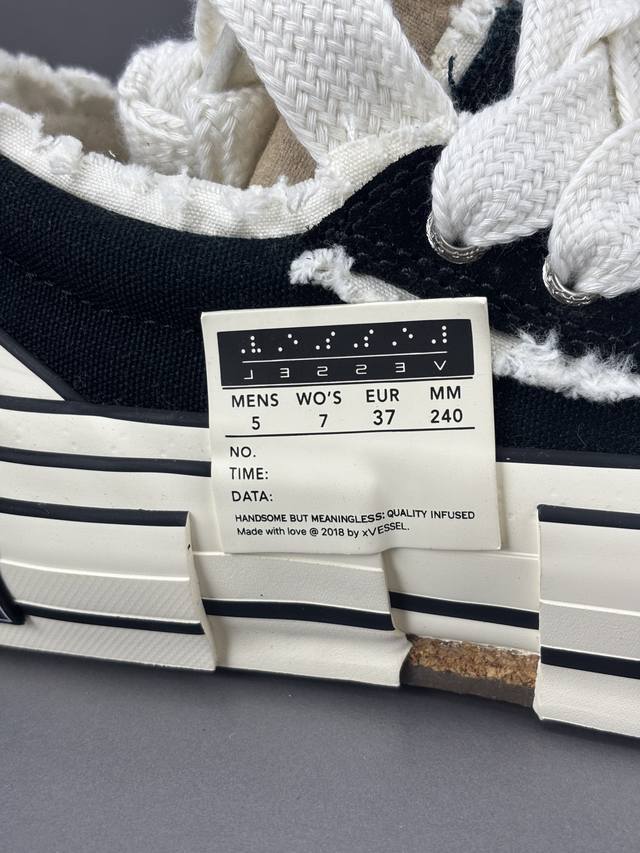 V E S S E L
MENS WO'S EUR MM
5 7 37 240
NO.
TIME:
DATA:
HANDSOME BUT MEANINGLESS; QUALITY INFUSED
Made with love @ 2018 by xVESSEL.